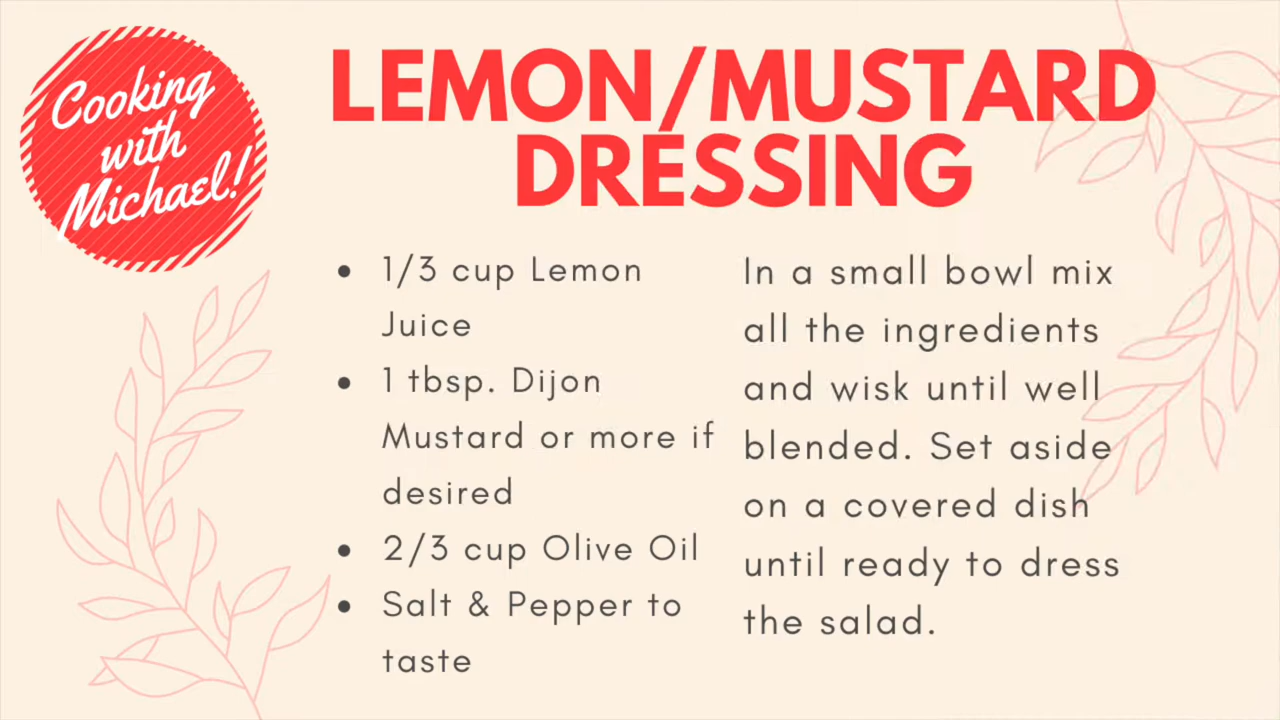 Cooking
with
Michael!
LEMON/MUSTARD
DRESSING
• 1/3 cup Lemon
Juice
• 1 tbsp. Dijon
Mustard or more if
desired
• 2/3 cup Olive Oil
• Salt & Pepper to
taste
In a small bowl mix
all the ingredients
and wisk until well
blended. Set aside
on a covered dish
until ready to dress
the salad.